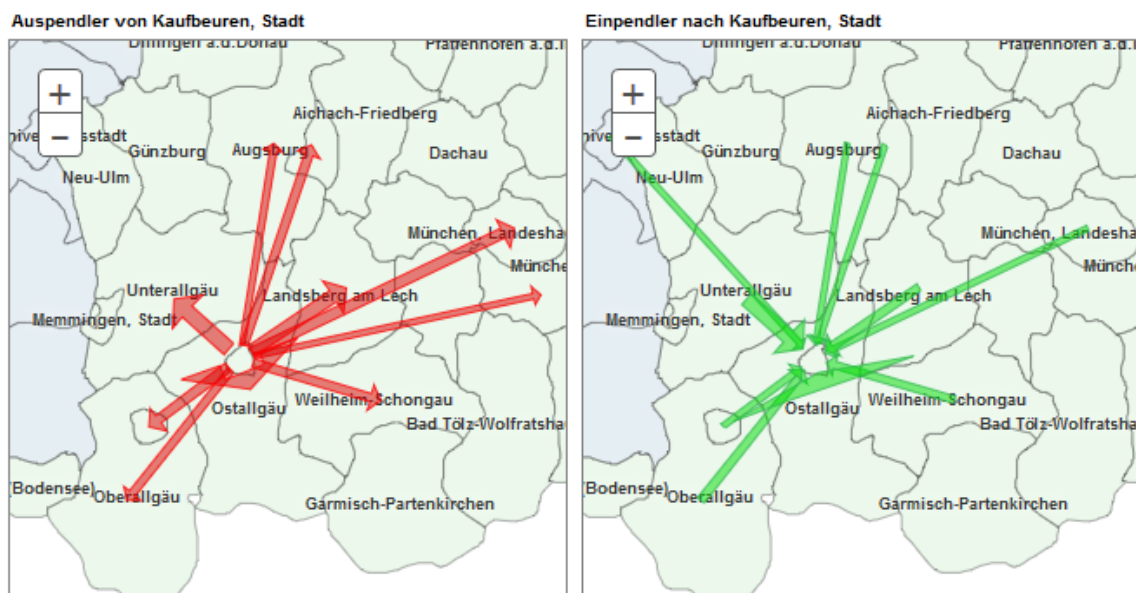 Auspendler von Kaufbeuren, Stadt
Dillingen a.d.Donau
Pfaffenhofen a.d.I
+
−
Aichach-Friedberg
Günzburg
Augsburg
Dachau
Neu-Ulm
München, Landesha
Münche
Unterallgäu
Landsberg am Lech
Memmingen, Stadt
Weilheim-Schongau
Ostallgäu
Bad Tölz-Wolfratsha
(Bodensee)
Oberallgäu
Garmisch-Partenkirchen
Einpendler nach Kaufbeuren, Stadt
Dillingen a.d.Donau
Pfaffenhofen a.d.I
+
−
Aichach-Friedberg
Günzburg
Augsburg
Dachau
Neu-Ulm
München, Landesha
Münche
Unterallgäu
Landsberg am Lech
Memmingen, Stadt
Weilheim-Schongau
Ostallgäu
Bad Tölz-Wolfratsha
(Bodensee)
Oberallgäu
Garmisch-Partenkirchen